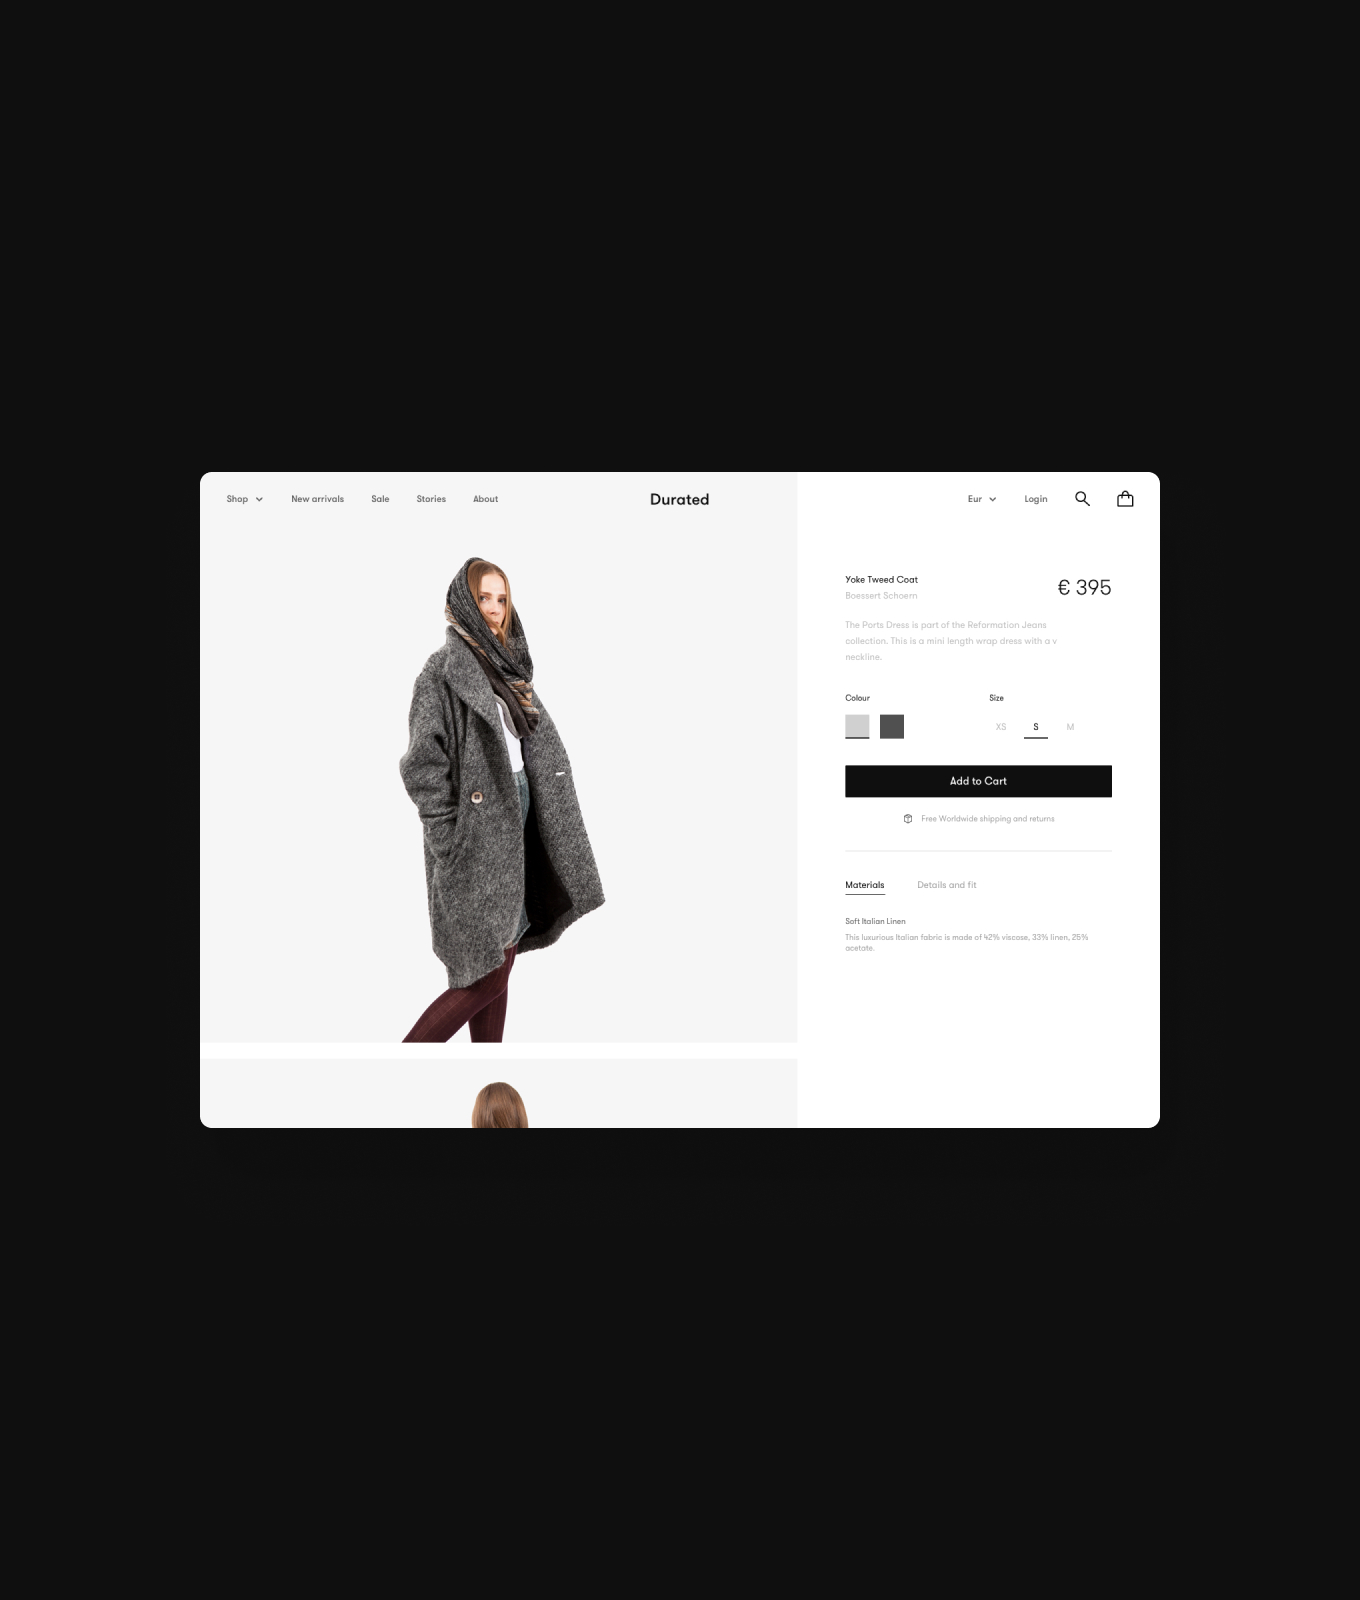 Shop
New arrivals
Sale
Stories
About
Durated
Eur
Login
Yoke Tweed Coat
€ 395
Boessert Schoern
The Ports Dress is part of the Reformation Jeans
collection. This is a mini length wrap dress with a v
neckline.
Colour
Size
XS
S
M
Add to Cart
Free Worldwide shipping and returns
Materials
Details and fit
Soft Italian Linen
This luxurious Italian fabric is made of 42% viscose, 33% linen, 25%
acetate.